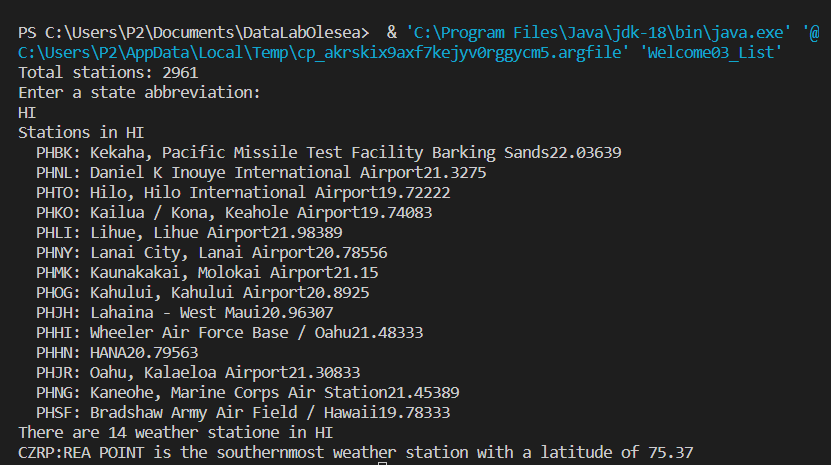 PS C:\Users\P2\Documents\DataLabOlesea>  & 'C:\Program Files\Java\jdk-18\bin\java.exe' '@
C:\Users\P2\AppData\Local\Temp\cp_akrskix9axf7kejyv0rggycm5.argfile' 'Welcome03_List'
Total stations: 2961
Enter a state abbreviation:
HI
Stations in HI
  PHBK: Kekaha, Pacific Missile Test Facility Barking Sands22.03639
  PHNL: Daniel K Inouye International Airport21.3275
  PHTO: Hilo, Hilo International Airport19.72222
  PHKO: Kailua / Kona, Keahole Airport19.74083
  PHLI: Lihue, Lihue Airport21.98389
  PHNY: Lanai City, Lanai Airport20.78556
  PHMK: Kaunakakai, Molokai Airport21.15
  PHOG: Kahului, Kahului Airport20.8925
  PHJH: Lahaina - West Maui20.96307
  PHHI: Wheeler Air Force Base / Oahu21.48333
  PHHN: HANA20.79563
  PHJR: Oahu, Kalaeloa Airport21.30833
  PHNG: Kaneohe, Marine Corps Air Station21.45389
  PHSF: Bradshaw Army Air Field / Hawaii19.78333
There are 14 weather statione in HI
CZRP:REA POINT is the southernmost weather station with a latitude of 75.37